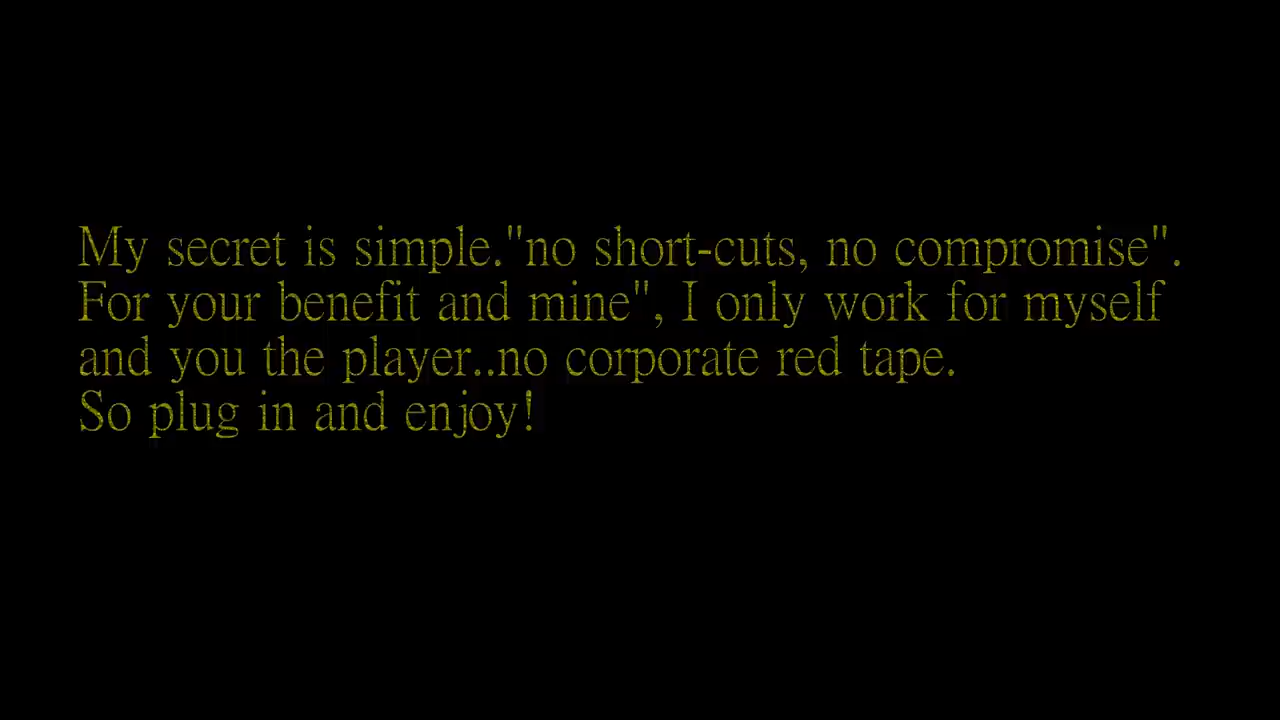 My secret is simple."no short-cuts, no compromise".
For your benefit and mine", I only work for myself
and you the player..no corporate red tape.
So plug in and enjoy!